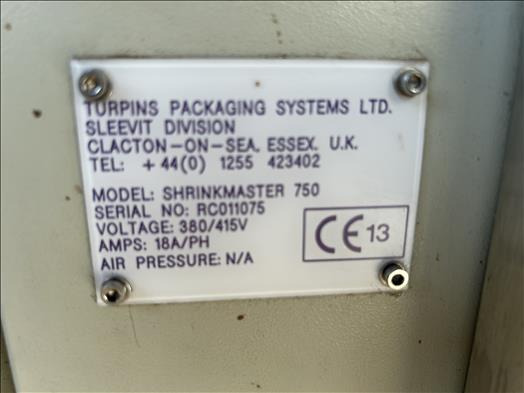 TURPINS PACKAGING SYSTEMS LTD.
SLEEVIT DIVISION
CLACTON-ON-SEA, ESSEX, U.K.
TEL: +44(0) 1255 423402
MODEL: SHRINKMASTER 750
SERIAL NO: RC011075
VOLTAGE: 380/415V
AMPS: 18A/PH
AIR PRESSURE: N/A
CE 13